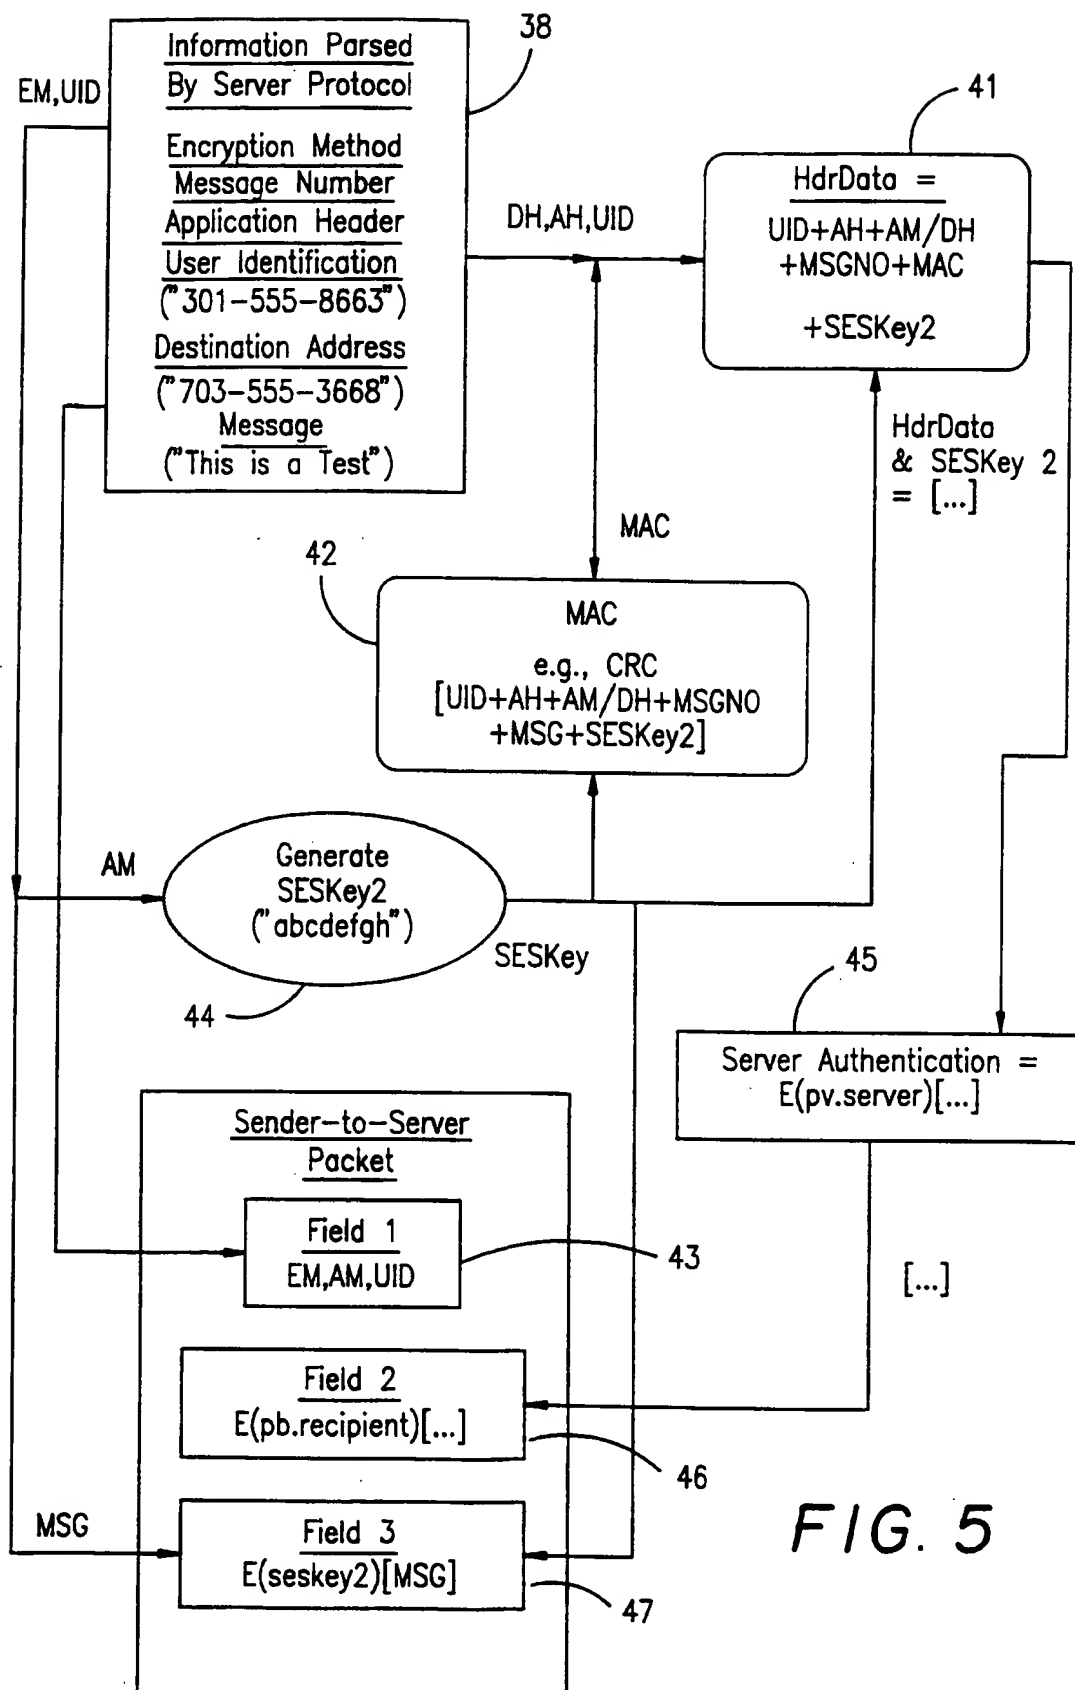 38
Information Parsed
By Server Protocol
EM,UID
Encryption Method
Message Number
Application Header
User Identification
("301-555-8663")
Destination Address
("703-555-3668")
Message
("This is a Test")
DH,AH,UID
41
HdrData =
UID+AH+AM/DH
+MSGNO+MAC
+SESKey2
HdrData
& SESKey 2
= [...]
MAC
42
MAC
e.g., CRC
[UID+AH+AM/DH+MSGNO
+MSG+SESKey2]
AM
Generate
SESKey2
("abcdefgh")
SESKey
44
45
Server Authentication =
E(pv.server)[...]
Sender-to-Server
Packet
Field 1
EM,AM,UID
43
[...]
Field 2
E(pb.recipient)[...]
46
MSG
Field 3
E(seskey2)[MSG]
47
FIG. 5